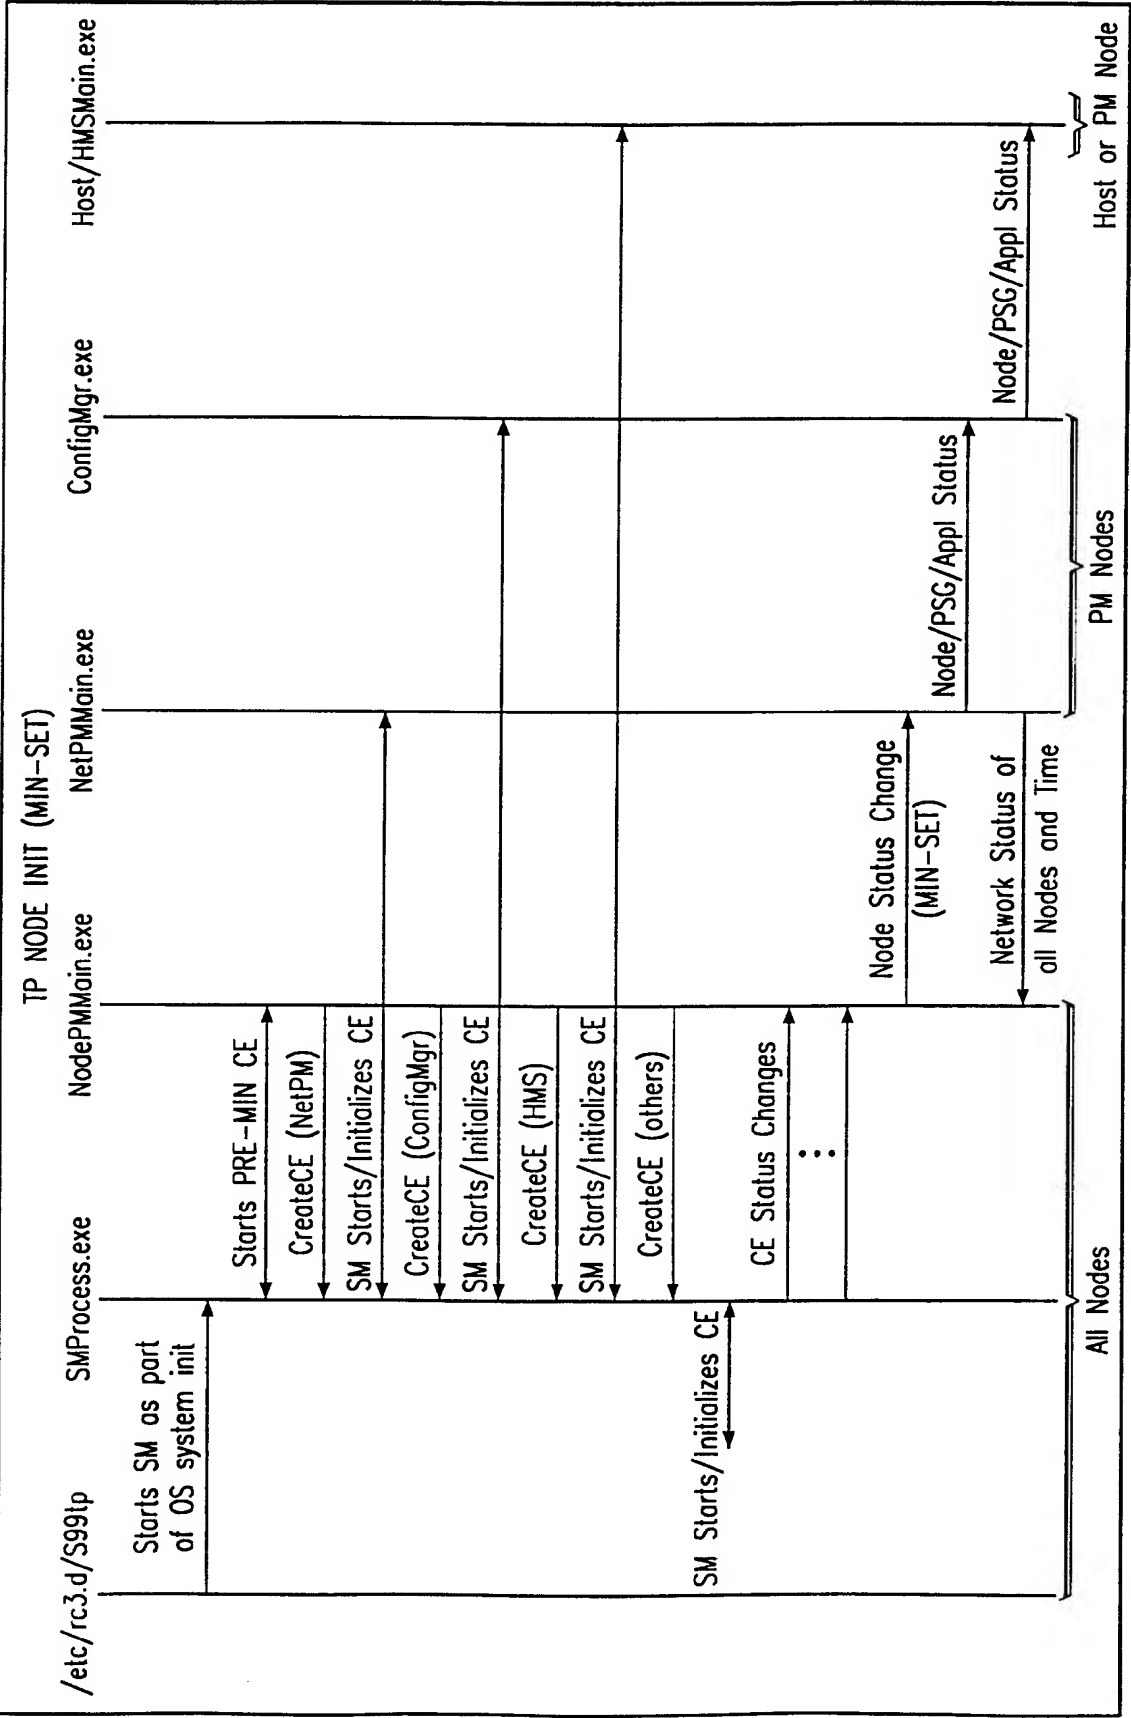 TP NODE INIT (MIN-SET)
/etc/rc3.d/S99tp
SMProcess.exe
NodePMMain.exe
NetPMMain.exe
ConfigMgr.exe
Host/HMSMain.exe
Starts SM as part
of OS system init
Starts PRE-MIN CE
CreateCE (NetPM)
SM Starts/Initializes CE
CreateCE (ConfigMgr)
SM Starts/Initializes CE
CreateCE (HMS)
SM Starts/Initializes CE
CreateCE (others)
SM Starts/Initializes CE
CE Status Changes
Node Status Change
(MIN-SET)
Node/PSG/Appl Status
Network Status of
all Nodes and Time
Node/PSG/Appl Status
All Nodes
PM Nodes
Host or PM Node